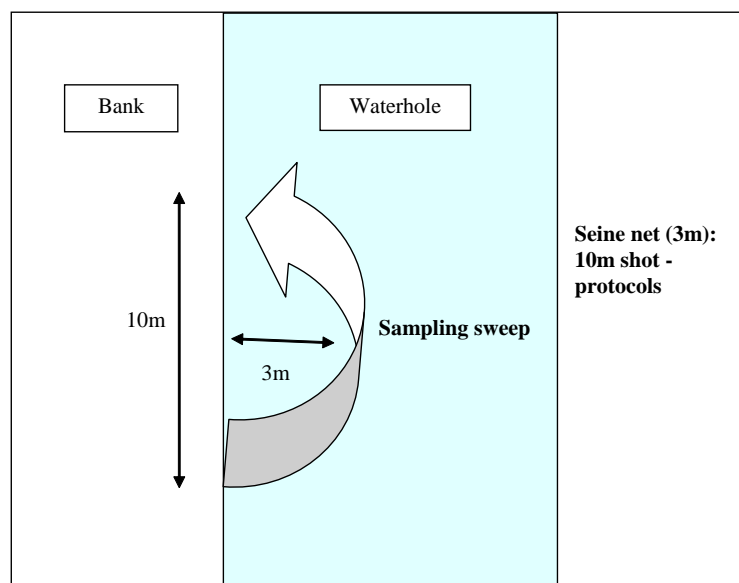 Bank
Waterhole
Seine net (3m):
10m shot -
protocols
10m
Sampling sweep
3m